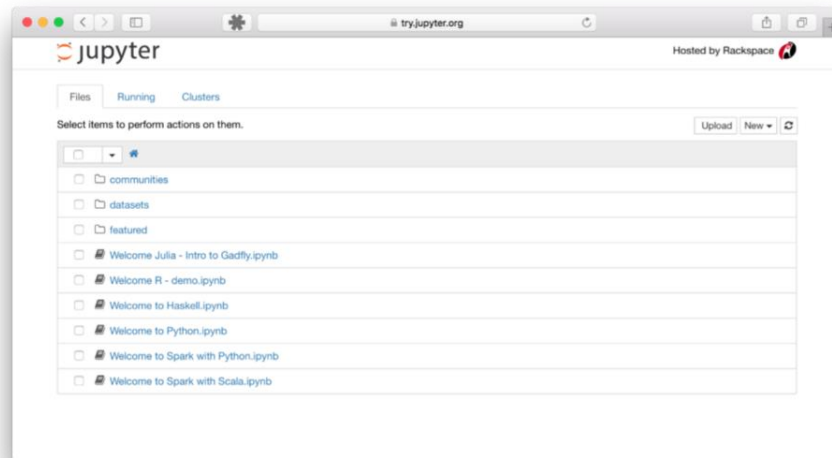 try.jupyter.org
jupyter
Hosted by Rackspace
Files Running Clusters
Select items to perform actions on them.
Upload New
communities
datasets
featured
Welcome Julia - Intro to Gadfly.ipynb
Welcome R - demo.ipynb
Welcome to Haskell.ipynb
Welcome to Python.ipynb
Welcome to Spark with Python.ipynb
Welcome to Spark with Scala.ipynb